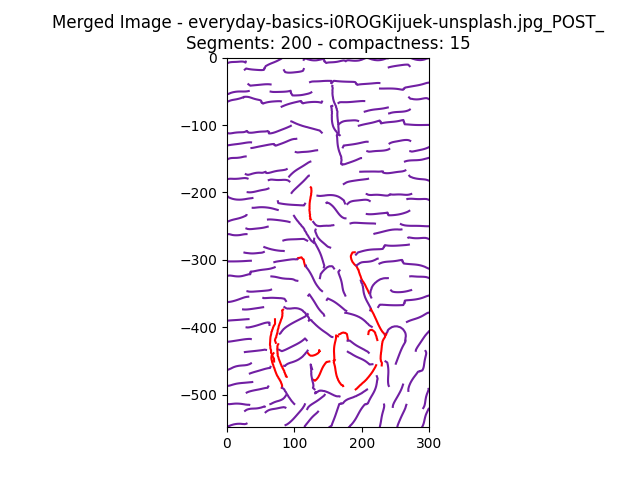 Merged Image - everyday-basics-i0ROGKijuek-unsplash.jpg_POST_
Segments: 200 - compactness: 15
0
−100
−200
−300
−400
−500
0 100 200 300